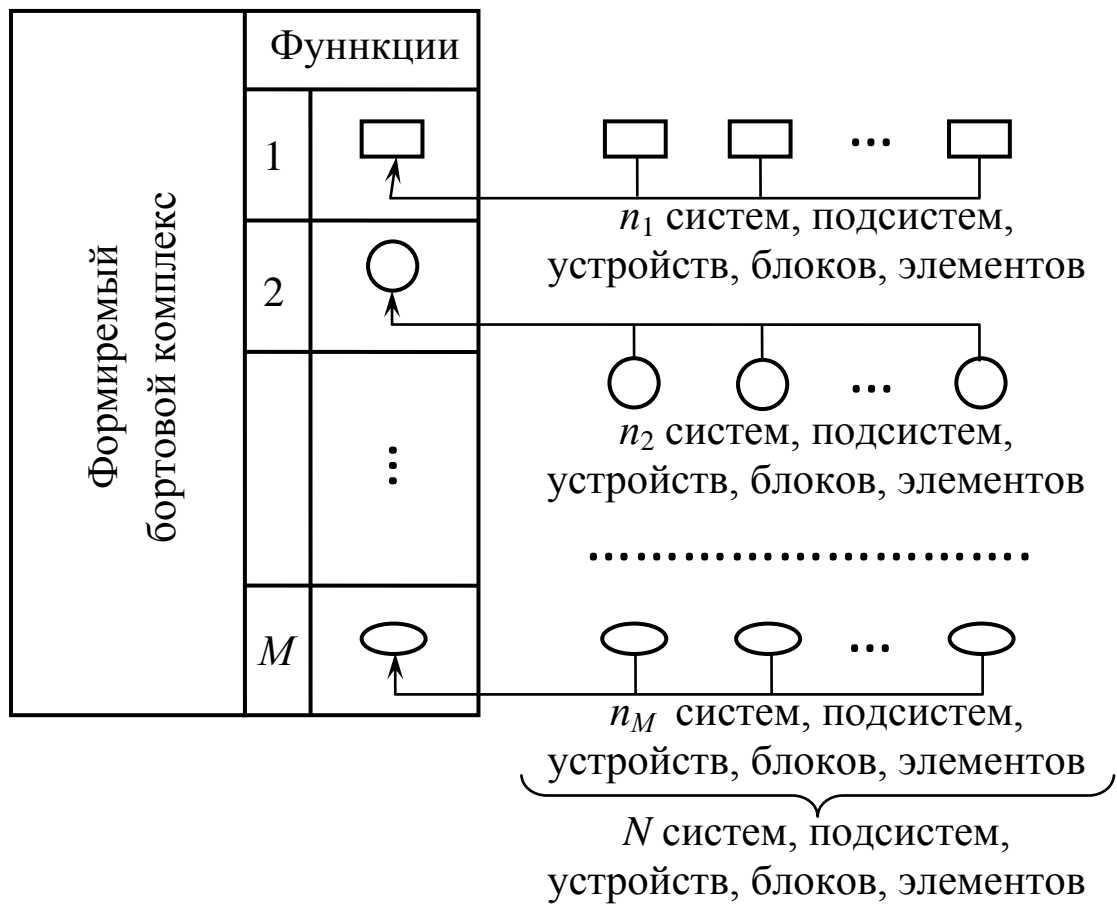 Формиремый
бортовой комплекс
Фуннкции
1
...
n₁ систем, подсистем,
устройств, блоков, элементов
2
...
n₂ систем, подсистем,
устройств, блоков, элементов
...
M
...
n_M систем, подсистем,
устройств, блоков, элементов
N систем, подсистем,
устройств, блоков, элементов